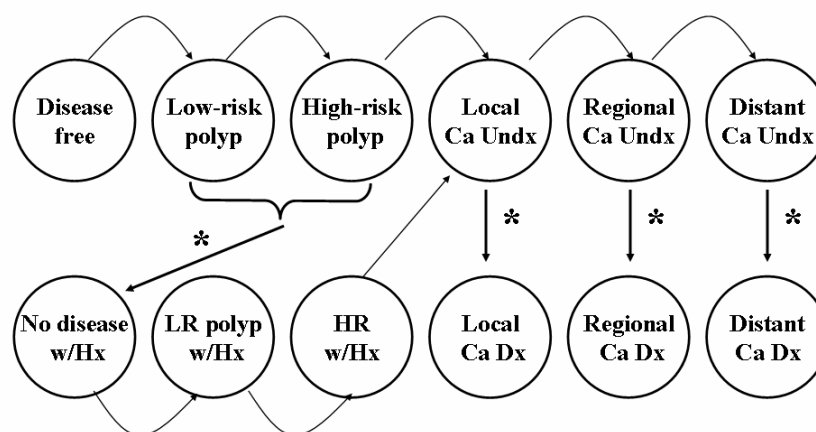 Disease
free
Low-risk
polyp
High-risk
polyp
Local
Ca Undx
Regional
Ca Undx
Distant
Ca Undx
*
*
*
*
No disease
w/Hx
LR polyp
w/Hx
HR
w/Hx
Local
Ca Dx
Regional
Ca Dx
Distant
Ca Dx